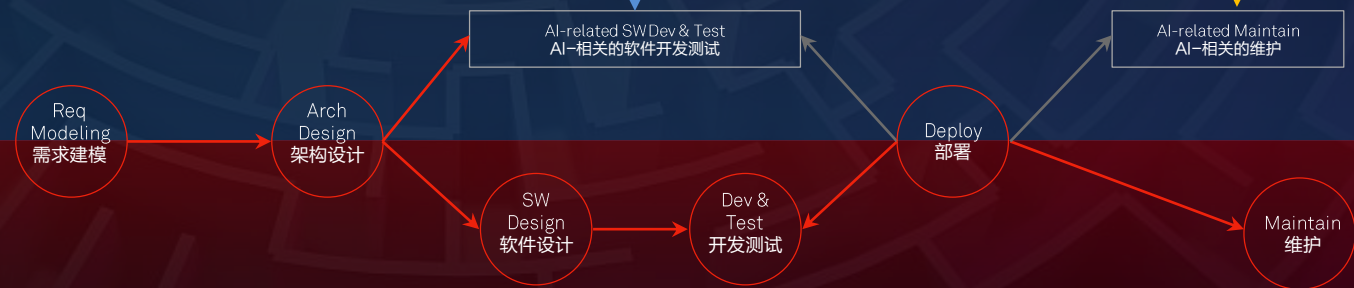 AI-related SW Dev & Test
AI-相关的软件开发测试
AI-related Maintain
AI-相关的维护
Req
Modeling
需求建模
Arch
Design
架构设计
Deploy
部署
SW
Design
软件设计
Dev &
Test
开发测试
Maintain
维护